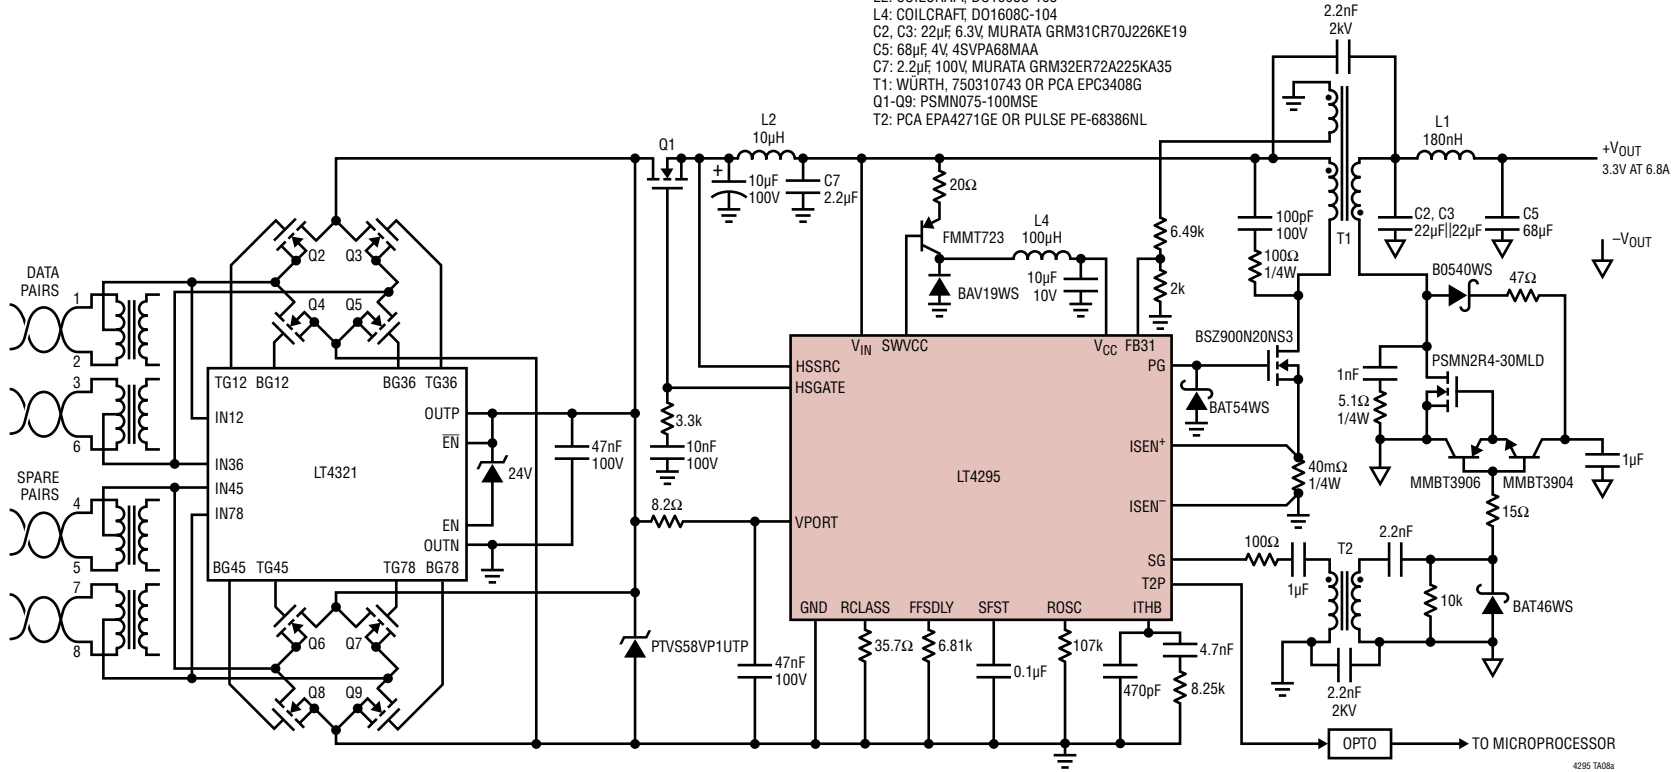 L4: COILCRAFT, DO1608C-104
C2, C3: 22µF, 6.3V, MURATA GRM31CR70J226KE19
C5: 68µF, 4V, 4SVPA68MAA
C7: 2.2µF, 100V, MURATA GRM32ER72A225KA35
T1: WÜRTH, 750310743 OR PCA EPC3408G
Q1-Q9: PSMN075-100MSE
T2: PCA EPA4271GE OR PULSE PE-68386NL
2.2nF
2kV
Q1
L2
10µH
+
10µF
100V
C7
2.2µF
20Ω
FMMT723
L4
100µH
BAV19WS
10µF
10V
6.49k
2k
100pF
100V
100Ω
1/4W
T1
L1
180nH
C2, C3
22µF||22µF
C5
68µF
+VOUT
3.3V AT 6.8A
–VOUT
B0540WS
47Ω
DATA
PAIRS
1
2
3
6
SPARE
PAIRS
4
5
7
8
Q2
Q3
Q4
Q5
TG12
BG12
BG36
TG36
IN12
IN36
IN45
IN78
LT4321
OUTP
EN
EN
OUTN
BG45
TG45
TG78
BG78
24V
47nF
100V
Q6
Q7
Q8
Q9
3.3k
10nF
100V
8.2Ω
PTVS58VP1UTP
47nF
100V
VIN
SWVCC
VCC
FB31
HSSRC
HSGATE
VPORT
LT4295
PG
ISEN+
ISEN–
SG
T2P
GND
RCLASS
FFSDLY
SFST
ROSC
ITHB
35.7Ω
6.81k
0.1µF
107k
470pF
4.7nF
8.25k
BSZ900N20NS3
BAT54WS
40mΩ
1/4W
1nF
5.1Ω
1/4W
PSMN2R4-30MLD
MMBT3906
MMBT3904
1µF
15Ω
100Ω
1µF
T2
2.2nF
10k
BAT46WS
2.2nF
2KV
OPTO
TO MICROPROCESSOR
4295 TA08a